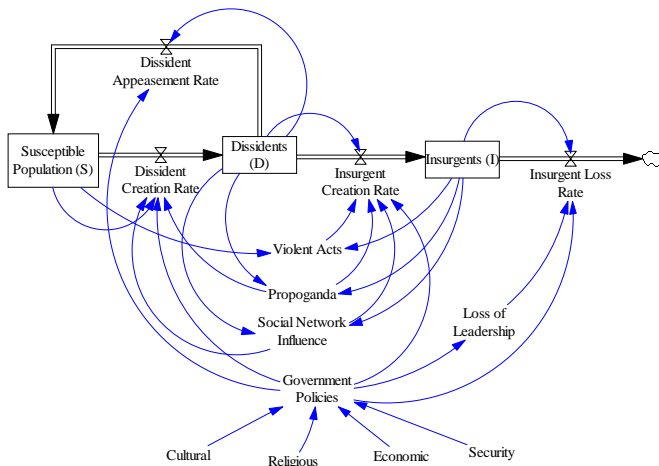 Dissident
Appeasement Rate
Susceptible
Population (S)
Dissident
Creation Rate
Dissidents
(D)
Insurgent
Creation Rate
Insurgents (I)
Insurgent Loss
Rate
Violent Acts
Propoganda
Social Network
Influence
Loss of
Leadership
Government
Policies
Cultural
Religious
Economic
Security